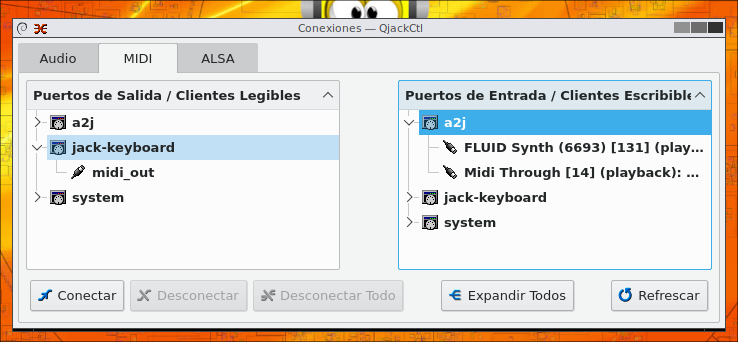 Conexiones — QjackCtl
Audio MIDI ALSA
Puertos de Salida / Clientes Legibles
a2j
jack-keyboard
midi_out
system
Puertos de Entrada / Clientes Escribible
a2j
FLUID Synth (6693) [131] (play...
Midi Through [14] (playback): ...
jack-keyboard
system
Conectar Desconectar Desconectar Todo Expandir Todos Refrescar